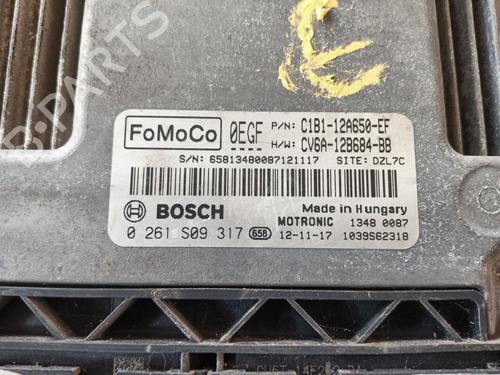 B-PARTS
E
FoMoCo 0EGF P/N: C1B1-12A650-EF
H/W: CV6A-12B684-BB
S/N: 65813480087121117 SITE: DZL7C
BOSCH Made in Hungary
MOTRONIC 1348 0087
0 261 S09 317 658 12-11-17 1039S62318